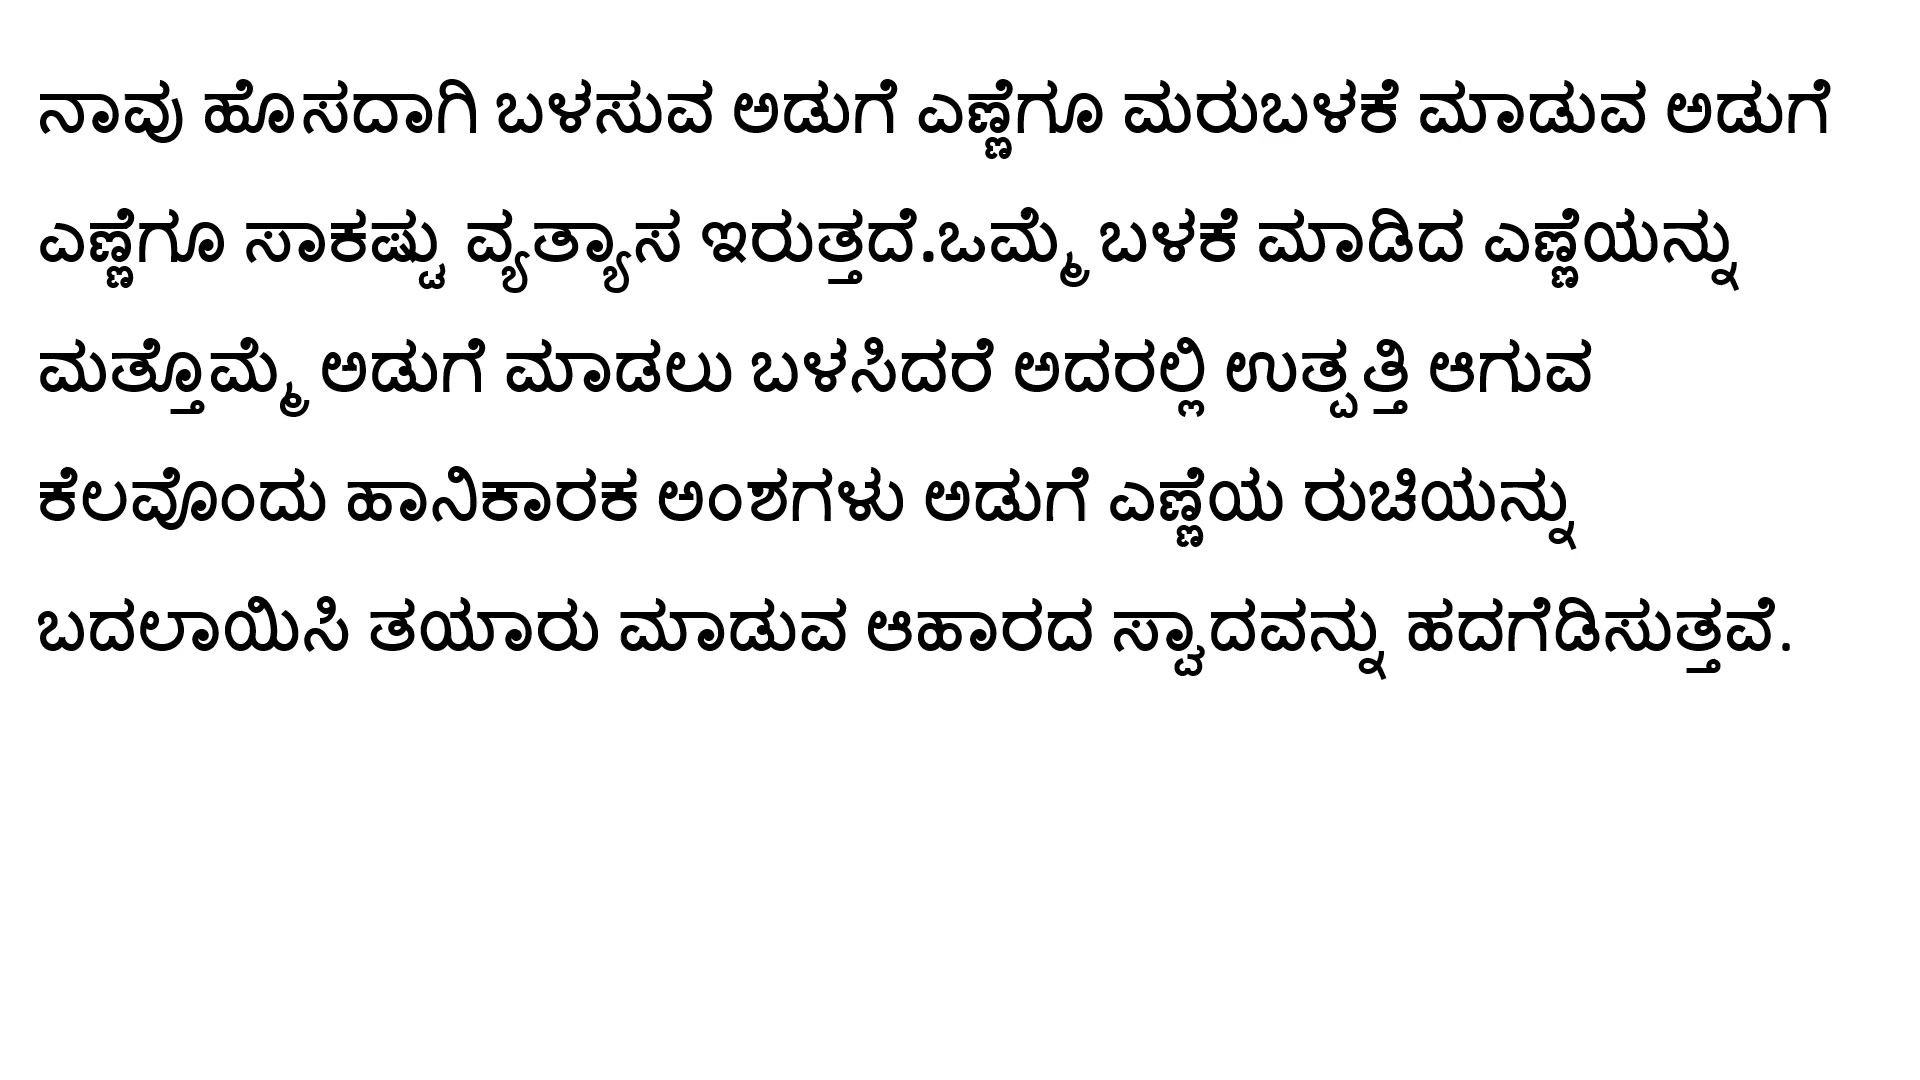 ನಾವು ಹೊಸದಾಗಿ ಬಳಸುವ ಅಡುಗೆ ಎಣ್ಣೆಗೂ ಮರುಬಳಕೆ ಮಾಡುವ ಅಡುಗೆ
ಎಣ್ಣೆಗೂ ಸಾಕಷ್ಟು ವ್ಯತ್ಯಾಸ ಇರುತ್ತದೆ.ಒಮ್ಮೆ ಬಳಕೆ ಮಾಡಿದ ಎಣ್ಣೆಯನ್ನು
ಮತ್ತೊಮ್ಮೆ ಅಡುಗೆ ಮಾಡಲು ಬಳಸಿದರೆ ಅದರಲ್ಲಿ ಉತ್ಪತ್ತಿ ಆಗುವ
ಕೆಲವೊಂದು ಹಾನಿಕಾರಕ ಅಂಶಗಳು ಅಡುಗೆ ಎಣ್ಣೆಯ ರುಚಿಯನ್ನು
ಬದಲಾಯಿಸಿ ತಯಾರು ಮಾಡುವ ಆಹಾರದ ಸ್ವಾದವನ್ನು ಹದಗೆಡಿಸುತ್ತವೆ.